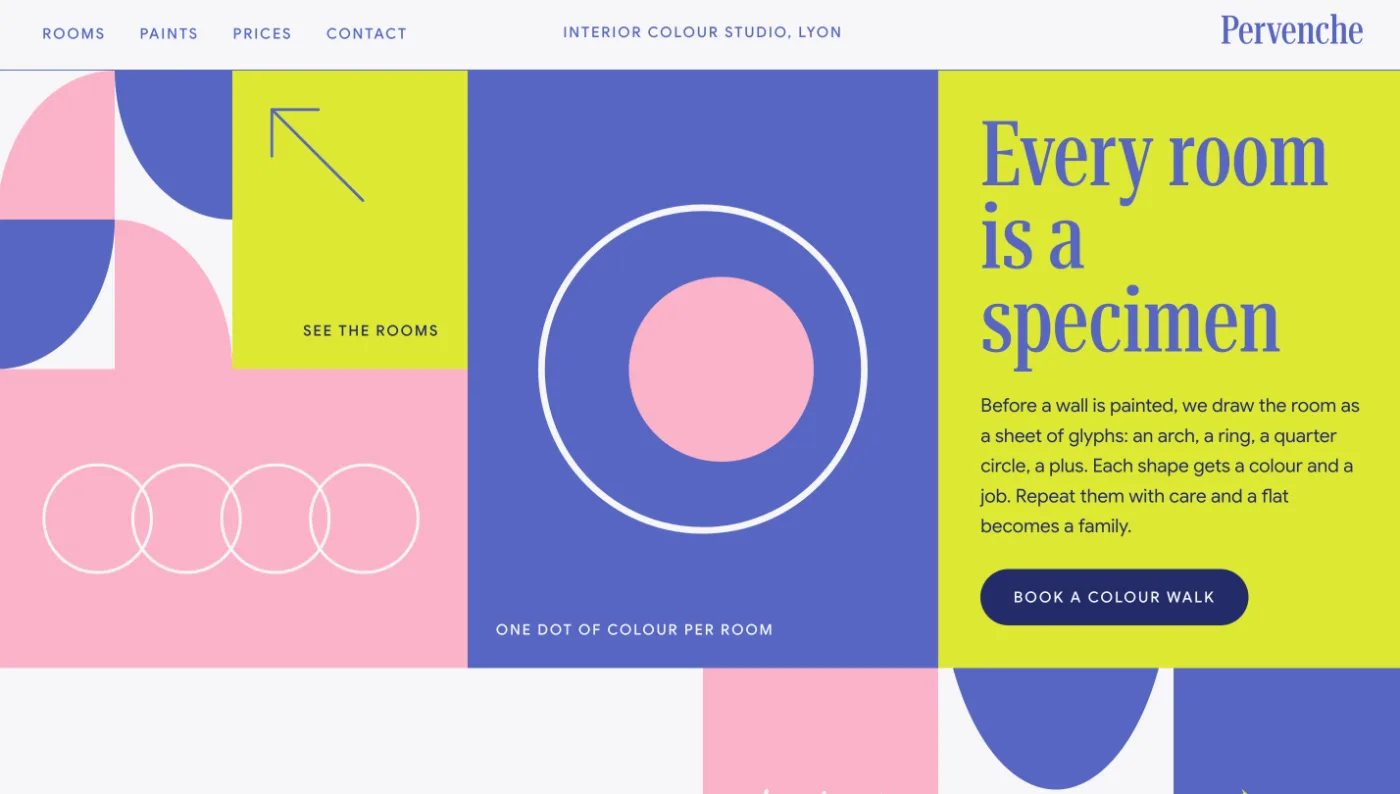 ROOMS PAINTS PRICES CONTACT
INTERIOR COLOUR STUDIO, LYON
Pervenche
SEE THE ROOMS
ONE DOT OF COLOUR PER ROOM
Every room
is a
specimen
Before a wall is painted, we draw the room as
a sheet of glyphs: an arch, a ring, a quarter
circle, a plus. Each shape gets a colour and a
job. Repeat them with care and a flat
becomes a family.
BOOK A COLOUR WALK